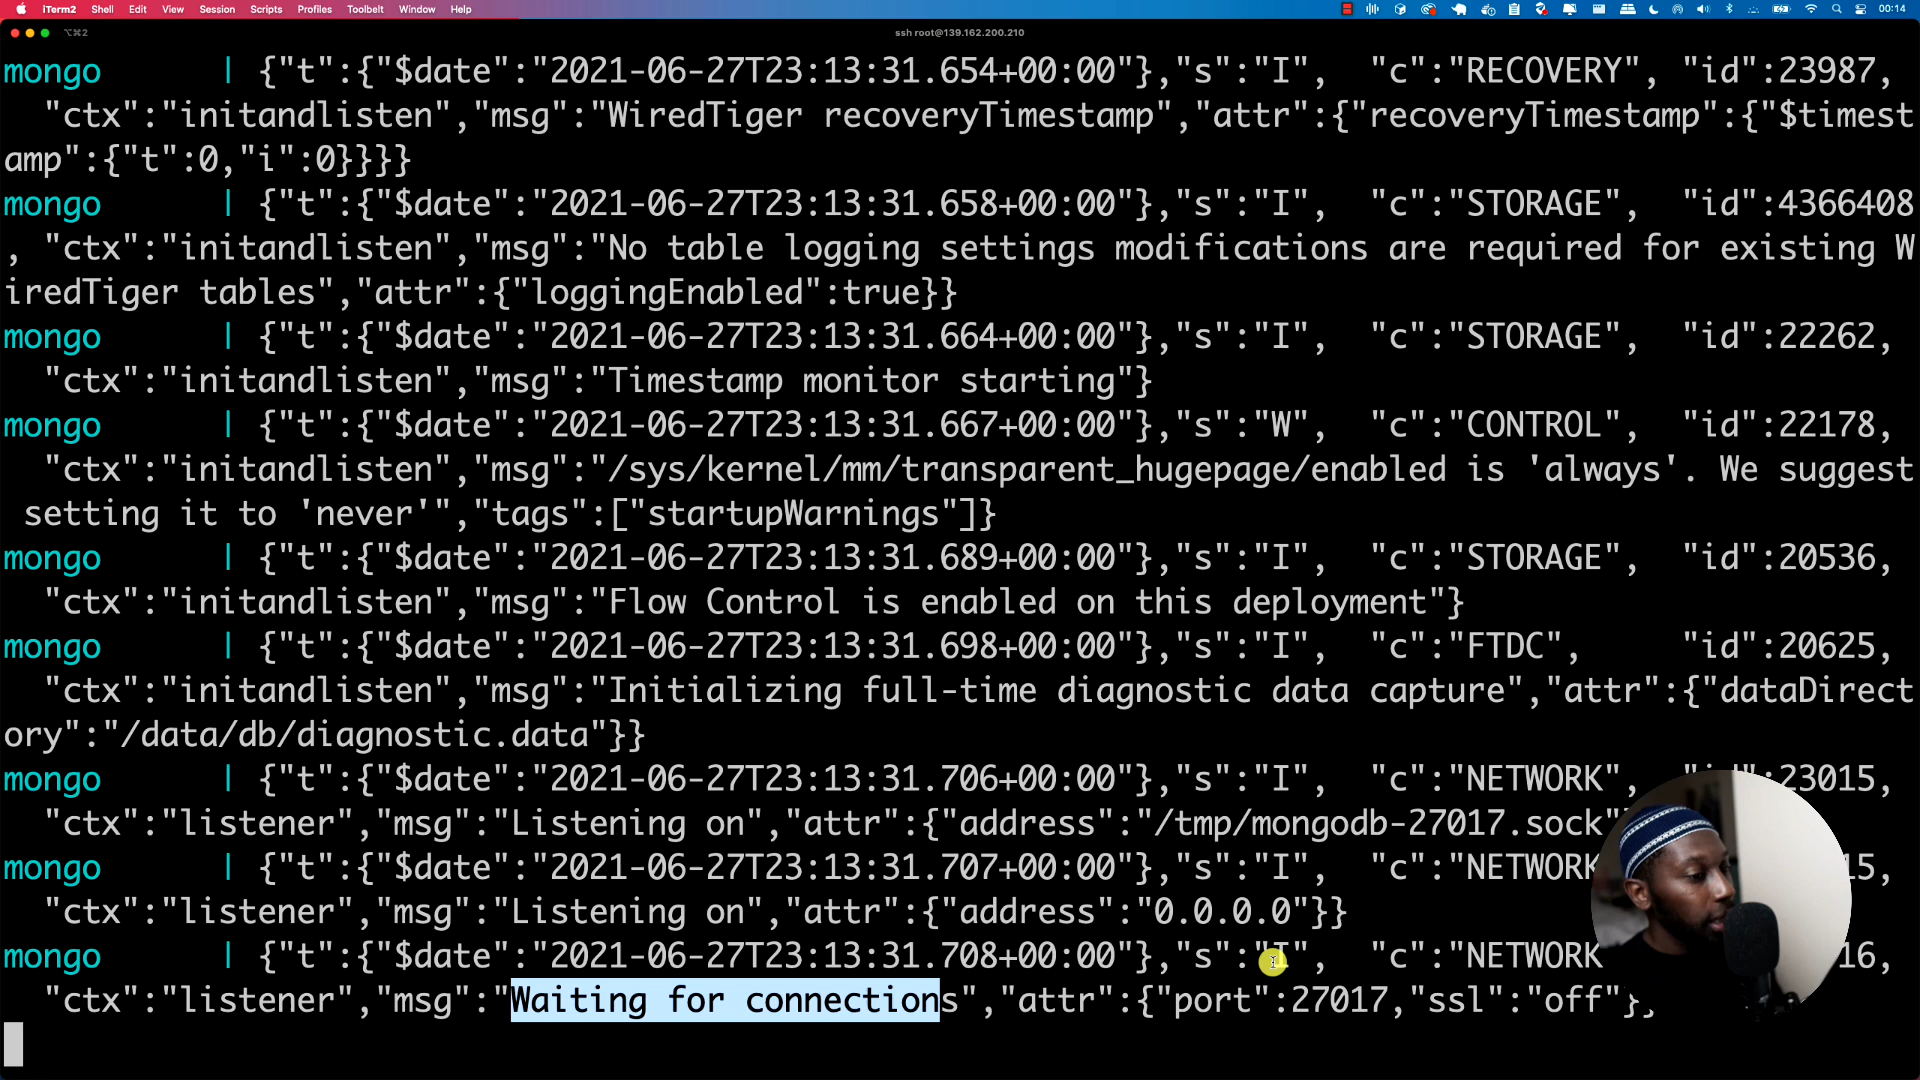 iTerm2 Shell Edit View Session Scripts Profiles Toolbelt Window Help 00:14
⌥⌘2 ssh root@139.162.200.210
mongo | {"t":{"$date":"2021-06-27T23:13:31.654+00:00"},"s":"I", "c":"RECOVERY", "id":23987,
"ctx":"initandlisten","msg":"WiredTiger recoveryTimestamp","attr":{"recoveryTimestamp":{"$timest
amp":{"t":0,"i":0}}}}
mongo | {"t":{"$date":"2021-06-27T23:13:31.658+00:00"},"s":"I", "c":"STORAGE", "id":4366408
, "ctx":"initandlisten","msg":"No table logging settings modifications are required for existing W
iredTiger tables","attr":{"loggingEnabled":true}}
mongo | {"t":{"$date":"2021-06-27T23:13:31.664+00:00"},"s":"I", "c":"STORAGE", "id":22262,
"ctx":"initandlisten","msg":"Timestamp monitor starting"}
mongo | {"t":{"$date":"2021-06-27T23:13:31.667+00:00"},"s":"W", "c":"CONTROL", "id":22178,
"ctx":"initandlisten","msg":"/sys/kernel/mm/transparent_hugepage/enabled is 'always'. We suggest
setting it to 'never'","tags":["startupWarnings"]}
mongo | {"t":{"$date":"2021-06-27T23:13:31.689+00:00"},"s":"I", "c":"STORAGE", "id":20536,
"ctx":"initandlisten","msg":"Flow Control is enabled on this deployment"}
mongo | {"t":{"$date":"2021-06-27T23:13:31.698+00:00"},"s":"I", "c":"FTDC", "id":20625,
"ctx":"initandlisten","msg":"Initializing full-time diagnostic data capture","attr":{"dataDirect
ory":"/data/db/diagnostic.data"}}
mongo | {"t":{"$date":"2021-06-27T23:13:31.706+00:00"},"s":"I", "c":"NETWORK", "id":23015,
"ctx":"listener","msg":"Listening on","attr":{"address":"/tmp/mongodb-27017.sock"
mongo | {"t":{"$date":"2021-06-27T23:13:31.707+00:00"},"s":"I", "c":"NETWORK 15,
"ctx":"listener","msg":"Listening on","attr":{"address":"0.0.0.0"}}
mongo | {"t":{"$date":"2021-06-27T23:13:31.708+00:00"},"s":"I", "c":"NETWORK 16,
"ctx":"listener","msg":"Waiting for connections","attr":{"port":27017,"ssl":"off"}}